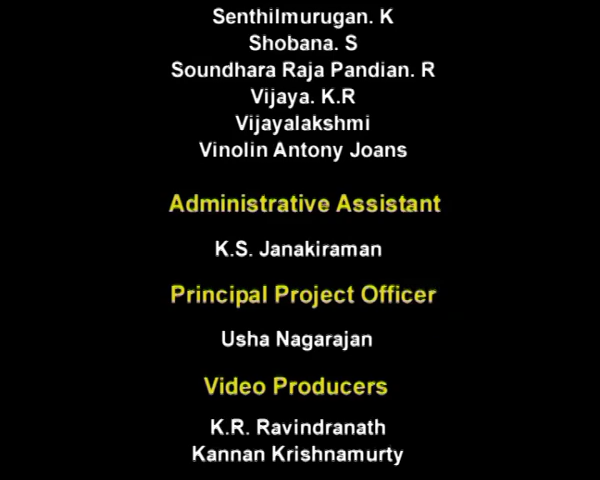 Senthilmurugan. K
Shobana. S
Soundhara Raja Pandian. R
Vijaya. K.R
Vijayalakshmi
Vinolin Antony Joans
Administrative Assistant
K.S. Janakiraman
Principal Project Officer
Usha Nagarajan
Video Producers
K.R. Ravindranath
Kannan Krishnamurty